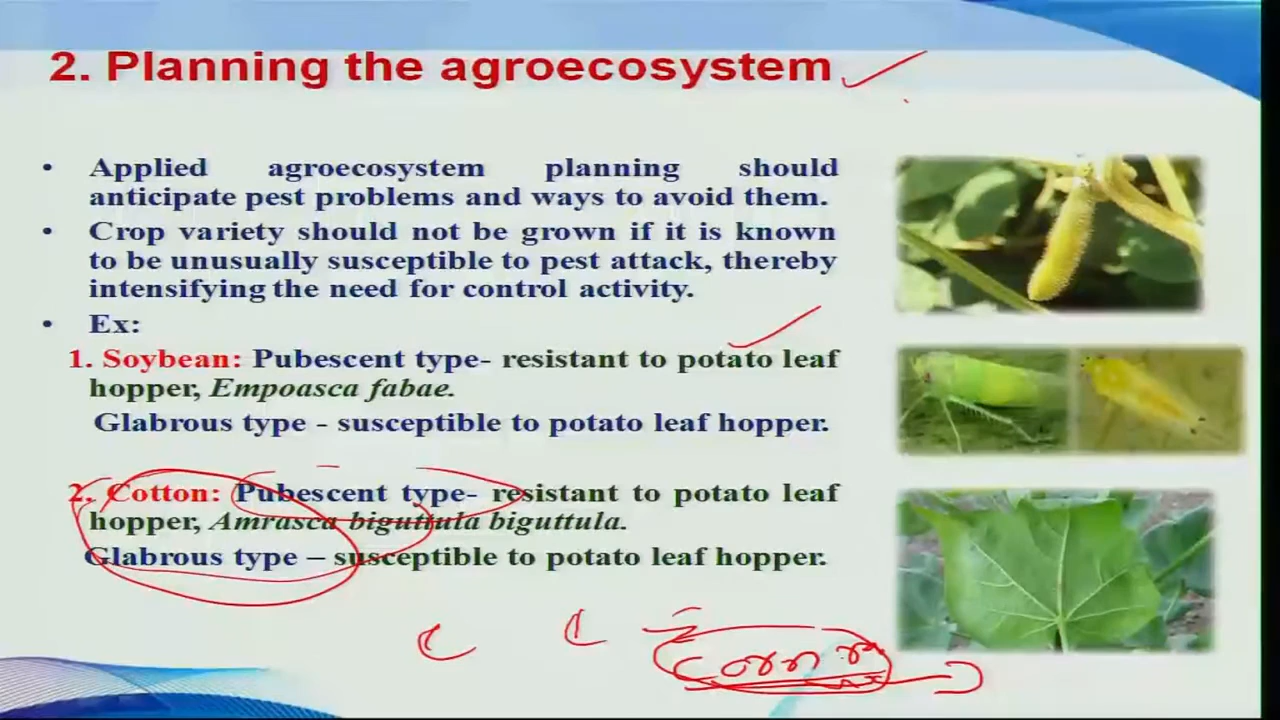 2. Planning the agroecosystem
• Applied agroecosystem planning should
anticipate pest problems and ways to avoid them.
• Crop variety should not be grown if it is known
to be unusually susceptible to pest attack, thereby
intensifying the need for control activity.
• Ex:
1. Soybean: Pubescent type- resistant to potato leaf
hopper, Empoasca fabae.
Glabrous type - susceptible to potato leaf hopper.
2. Cotton: Pubescent type- resistant to potato leaf
hopper, Amrasca biguttula biguttula.
Glabrous type – susceptible to potato leaf hopper.